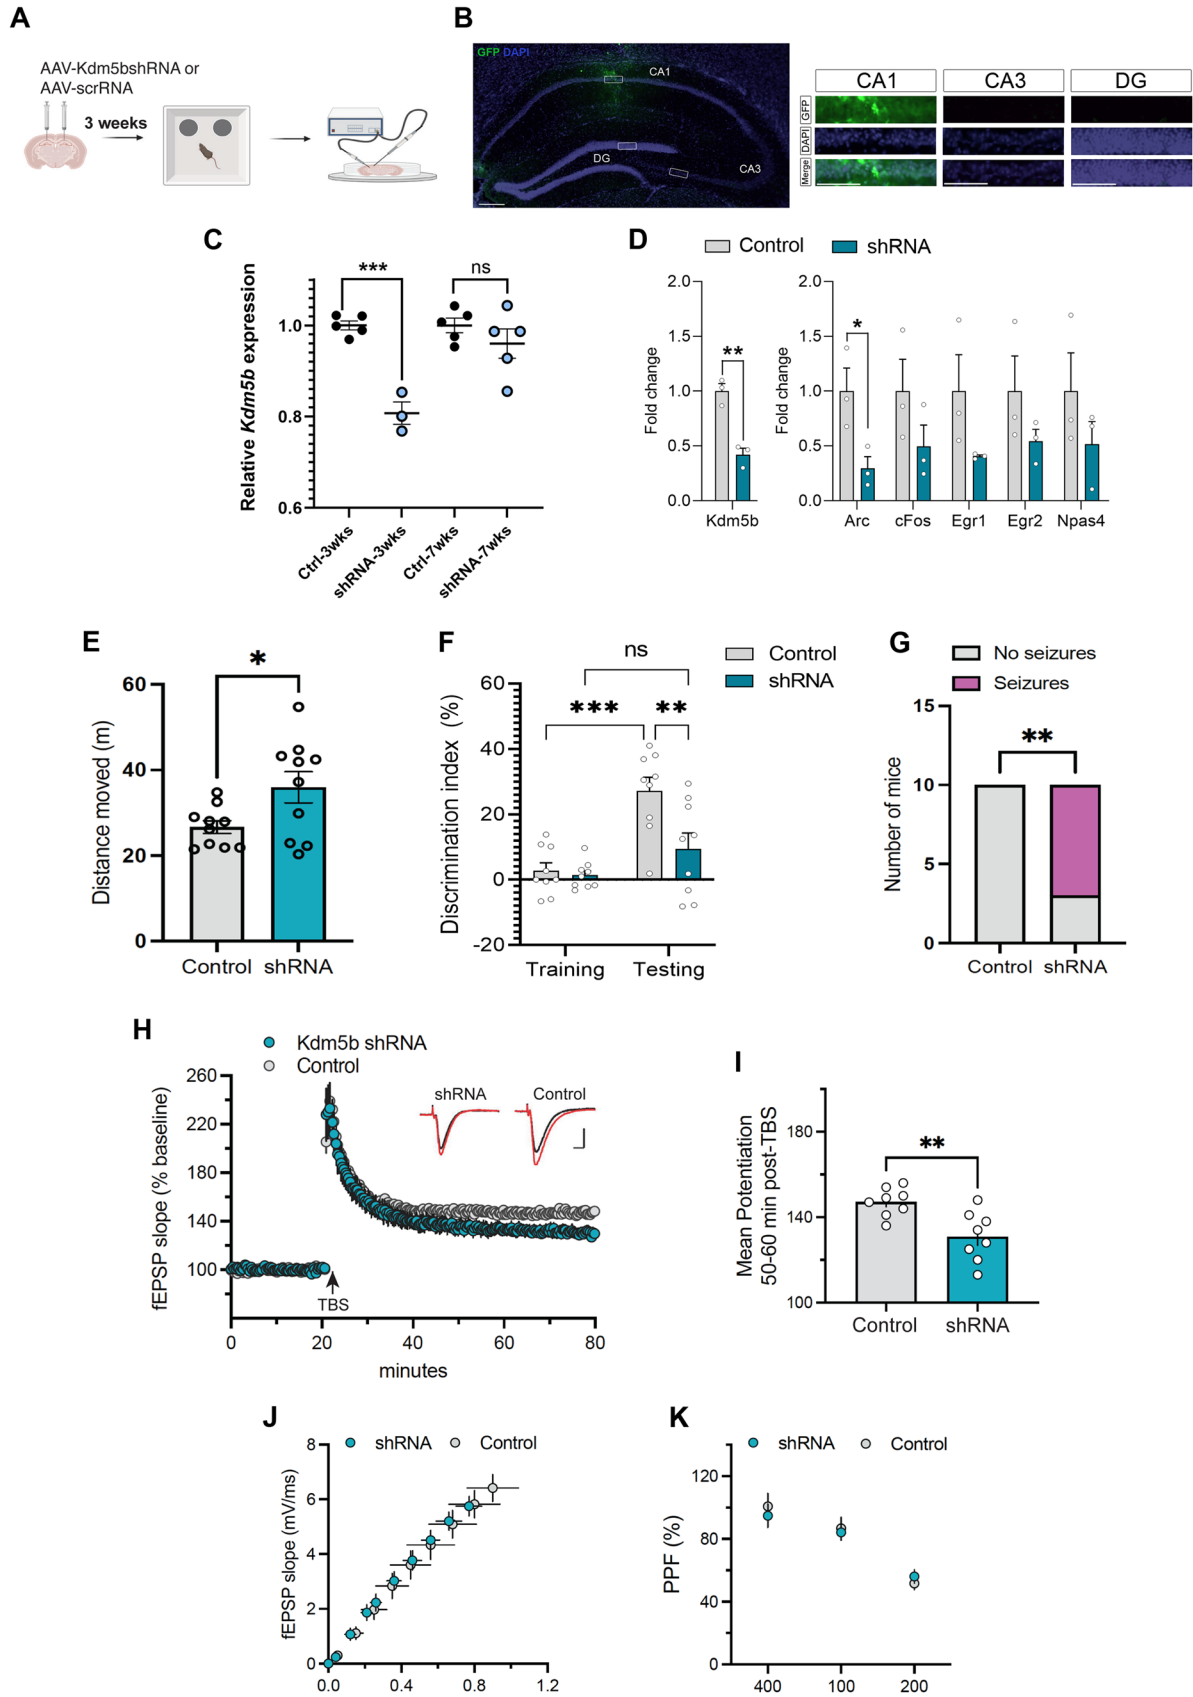 A
AAV-Kdm5bshRNA or
AAV-scrRNA
3 weeks
B
GFP DAPI
CA1
DG
CA3
CA1
CA3
DG
GFP
DAPI
Merge
C
Relative Kdm5b expression
1.0
0.8
0.6
***
ns
Ctrl-3wks
shRNA-3wks
Ctrl-7wks
shRNA-7wks
D
Control
shRNA
Fold change
2.0
1.5
1.0
0.5
0.0
**
Kdm5b
Fold change
2.0
1.5
1.0
0.5
0.0
*
Arc
cFos
Egr1
Egr2
Npas4
E
Distance moved (m)
60
40
20
0
*
Control
shRNA
F
Control
shRNA
Discrimination index (%)
60
40
20
0
-20
ns
***
**
Training
Testing
G
No seizures
Seizures
Number of mice
15
10
5
0
**
Control
shRNA
H
Kdm5b shRNA
Control
fEPSP slope (% baseline)
260
220
180
140
100
shRNA
Control
TBS
0
20
40
60
80
minutes
I
Mean Potentiation
50-60 min post-TBS
180
140
100
**
Control
shRNA
J
shRNA
Control
fEPSP slope (mV/ms)
8
6
4
2
0
0.0
0.4
0.8
1.2
K
shRNA
Control
PPF (%)
120
80
40
0
400
100
200